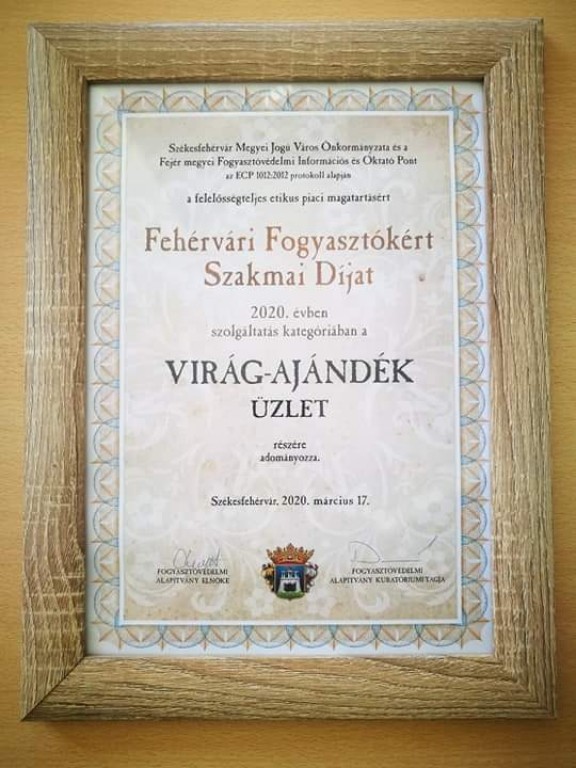 Székesfehérvár Megyei Jogú Város Önkormányzata és a
Fejér megyei Fogyasztóvédelmi Információs és Oktató Pont
az ECP 1012:2012 protokoll alapján
a felelősségteljes etikus piaci magatartásért
Fehérvári Fogyasztókért
Szakmai Díjat
2020. évben
szolgáltatás kategóriában a
VIRÁG-AJÁNDÉK
ÜZLET
részére
adományozza.
Székesfehérvár, 2020. március 17.
FOGYASZTÓVÉDELMI
ALAPÍTVÁNY ELNÖKE
FOGYASZTÓVÉDELMI
ALAPÍTVÁNY KURATÓRIUMI TAGJA